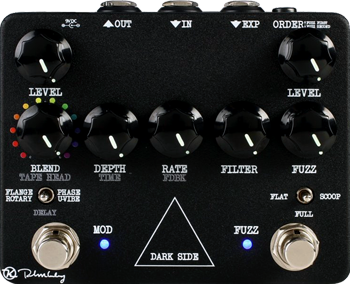 9VDC
OUT
IN
EXP
ORDER
LEVEL
LEVEL
BLEND
DEPTH
RATE
FILTER
FUZZ
TAPE HEAD
TIME
FDBK
FLANGE
PHASE
ROTARY
UVIBE
FLAT
SCOOP
DELAY
FULL
MOD
FUZZ
DARK SIDE